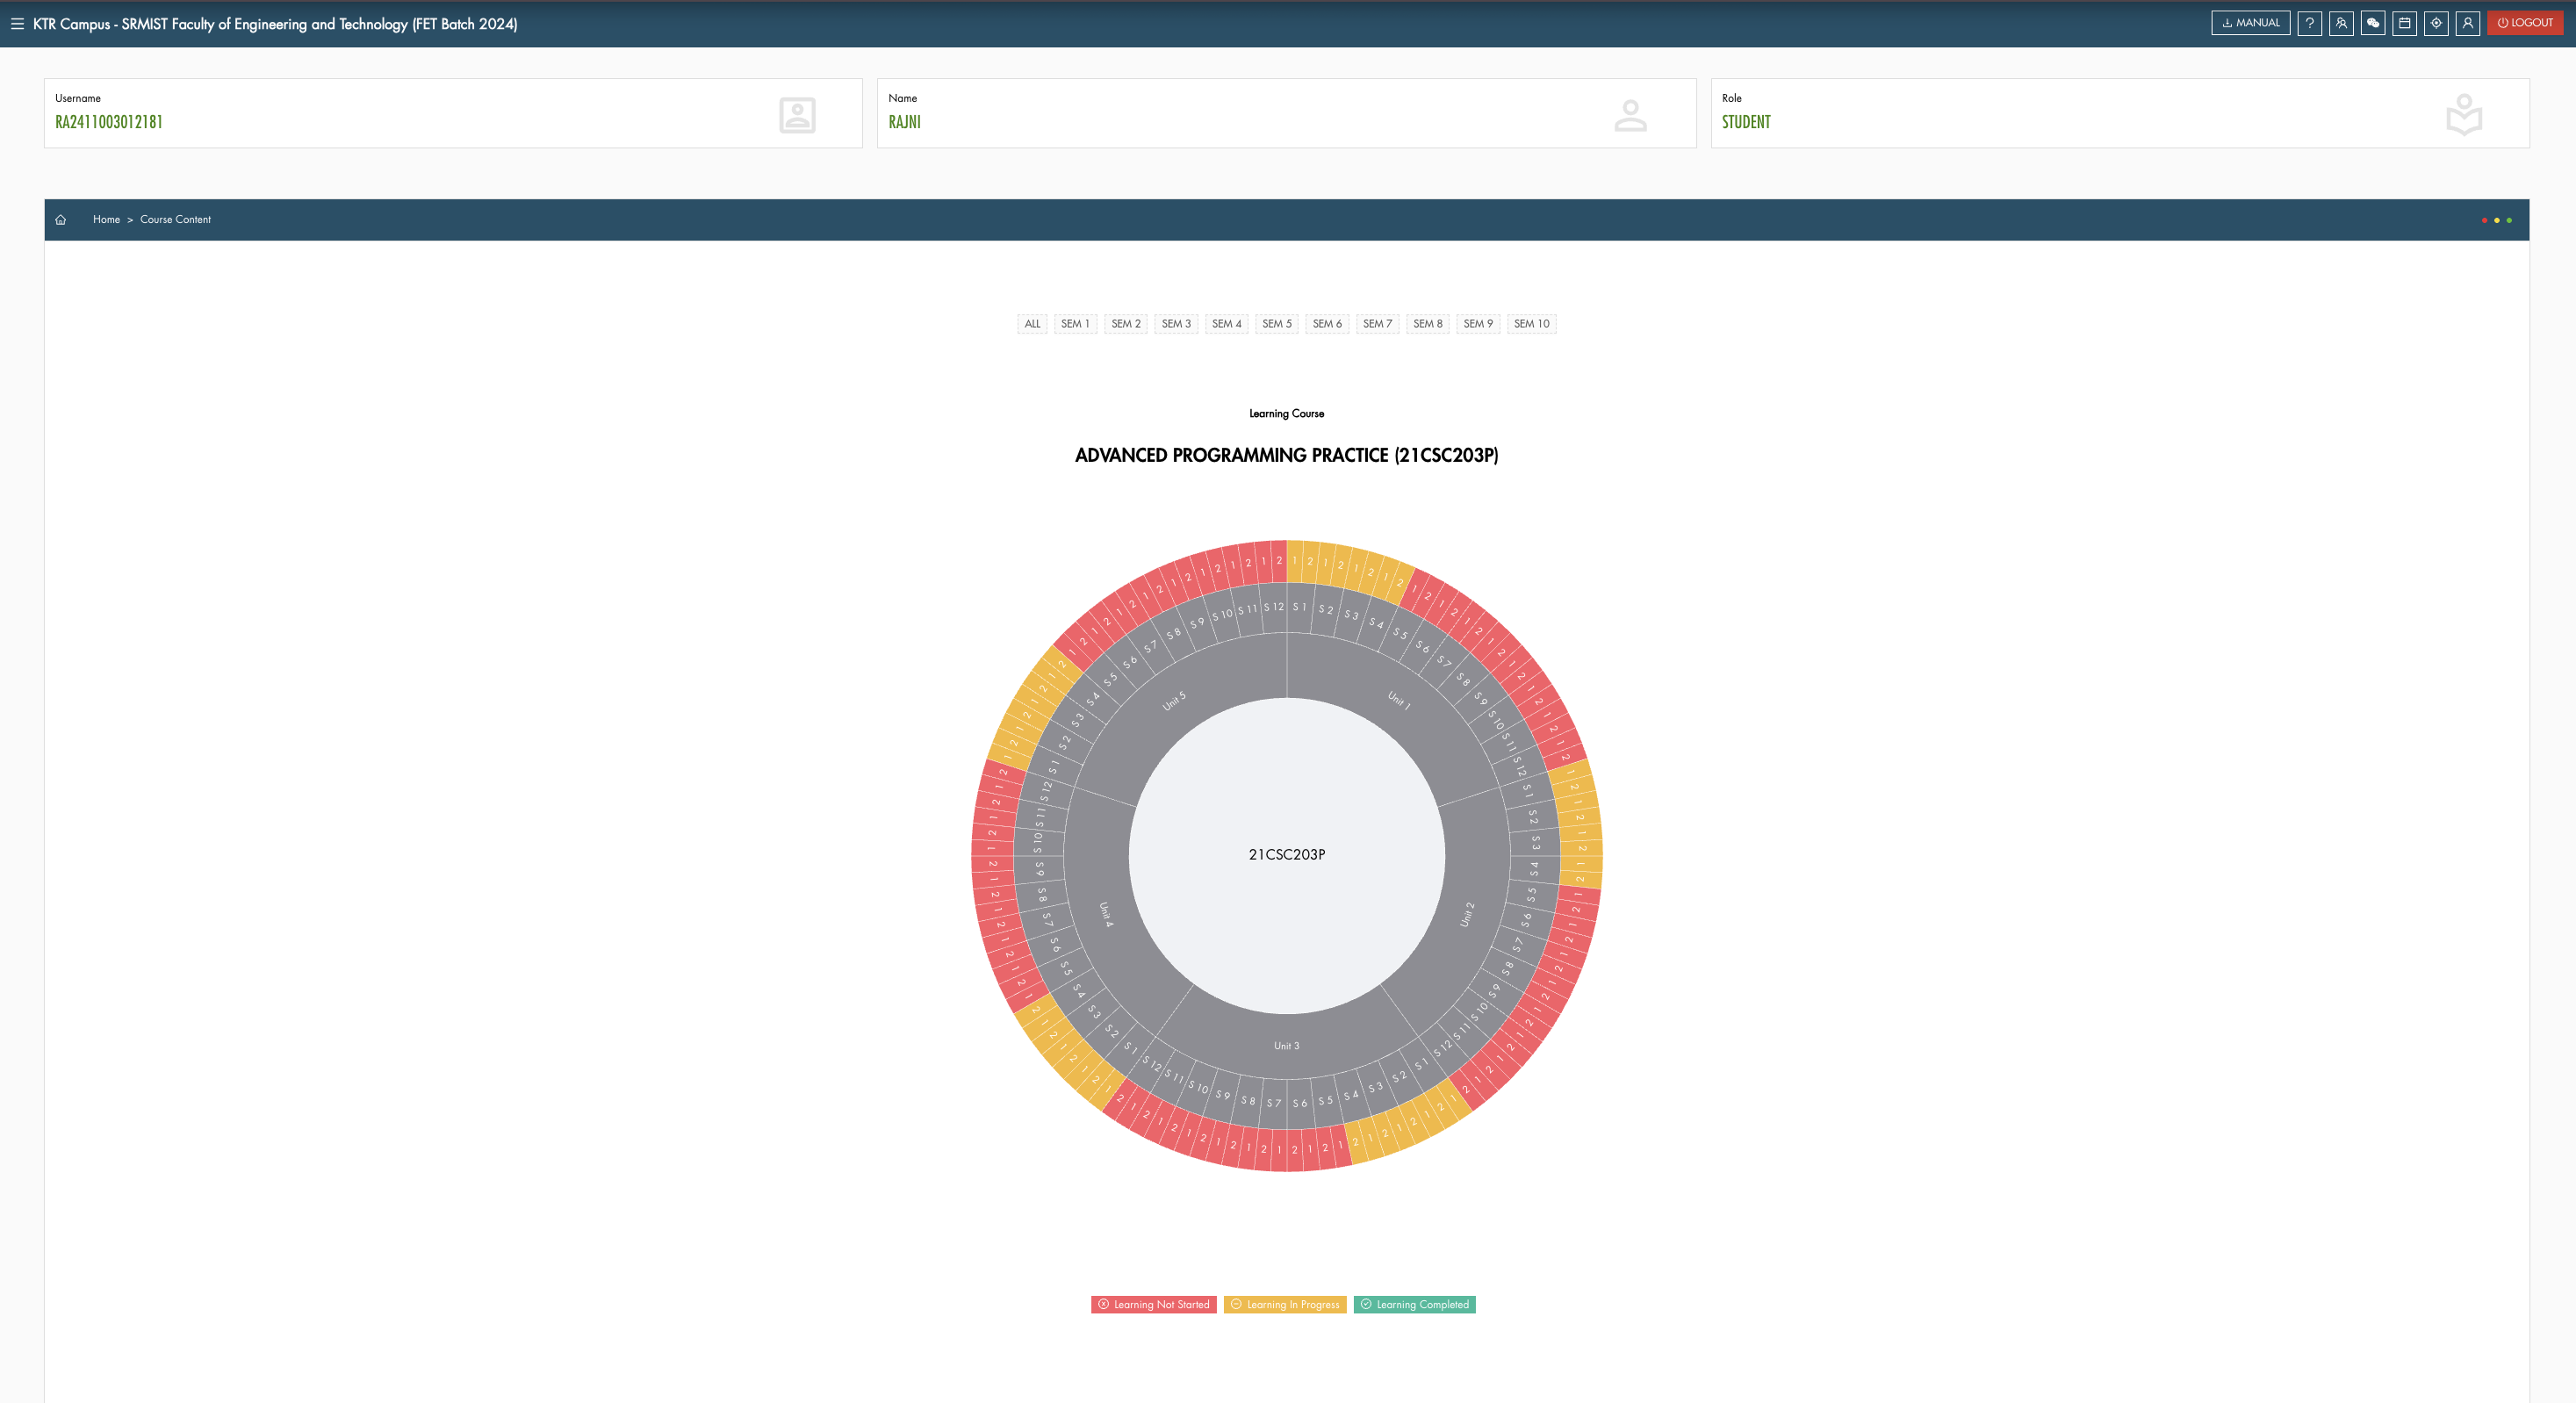 KTR Campus - SRMIST Faculty of Engineering and Technology (FET Batch 2024)
MANUAL
?
LOGOUT
Username
RA2411003012181
Name
RAJNI
Role
STUDENT
Home > Course Content
ALL SEM 1 SEM 2 SEM 3 SEM 4 SEM 5 SEM 6 SEM 7 SEM 8 SEM 9 SEM 10
Learning Course
ADVANCED PROGRAMMING PRACTICE (21CSC203P)
21CSC203P
Unit 1
S 1 S 2 S 3 S 4 S 5 S 6 S 7 S 8 S 9 S 10 S 11 S 12
1 2 1 2 1 2 1 2 1 2 1 2 1 2 1 2 1 2 1 2 1 2 1 2
Unit 2
S 1 S 2 S 3 S 4 S 5 S 6 S 7 S 8 S 9 S 10 S 11 S 12
1 2 1 2 1 2 1 2 1 2 1 2 1 2 1 2 1 2 1 2 1 2 1 2
Unit 3
S 1 S 2 S 3 S 4 S 5 S 6 S 7 S 8 S 9 S 10 S 11 S 12
1 2 1 2 1 2 1 2 1 2 1 2 1 2 1 2 1 2 1 2 1 2 1 2
Unit 4
S 1 S 2 S 3 S 4 S 5 S 6 S 7 S 8 S 9 S 10 S 11 S 12
1 2 1 2 1 2 1 2 1 2 1 2 1 2 1 2 1 2 1 2 1 2 1 2
Unit 5
S 1 S 2 S 3 S 4 S 5 S 6 S 7 S 8 S 9 S 10 S 11 S 12
1 2 1 2 1 2 1 2 1 2 1 2 1 2 1 2 1 2 1 2 1 2 1 2
Learning Not Started
Learning In Progress
Learning Completed